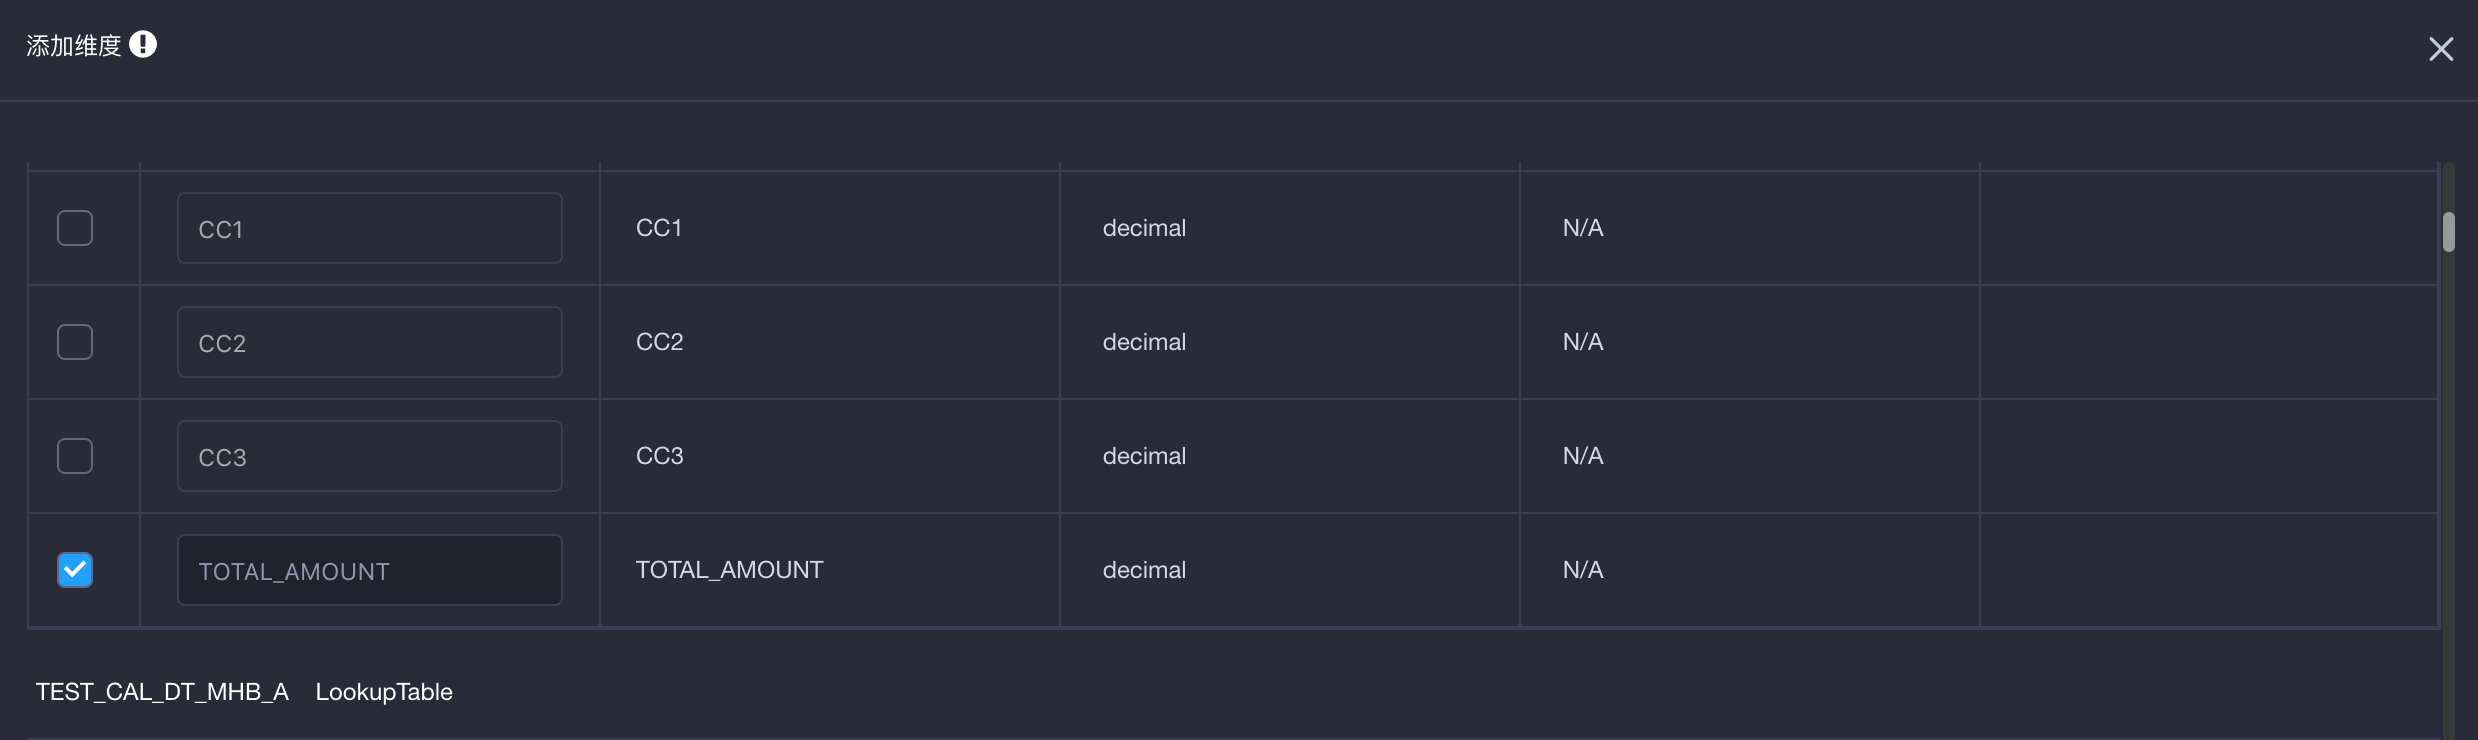 添加维度
CC1 CC1 decimal N/A
CC2 CC2 decimal N/A
CC3 CC3 decimal N/A
TOTAL_AMOUNT TOTAL_AMOUNT decimal N/A
TEST_CAL_DT_MHB_A LookupTable